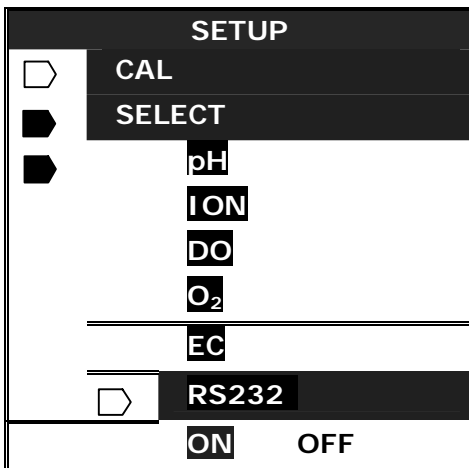 SETUP
CAL
SELECT
pH
ION
DO
O₂
EC
RS232
ON OFF